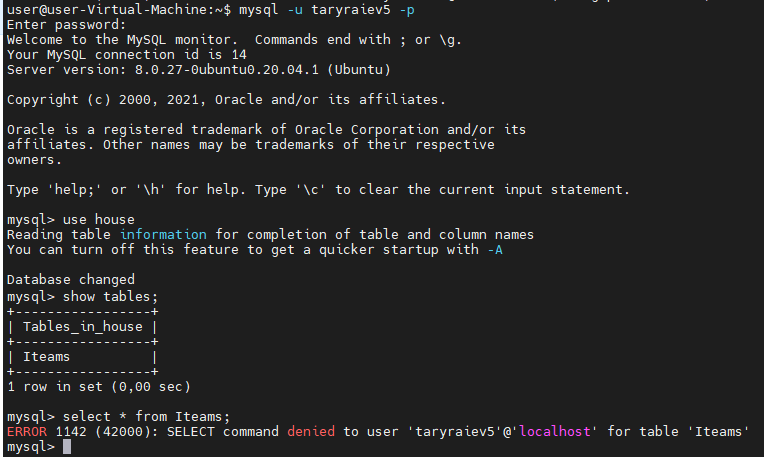 user@user-Virtual-Machine:~$ mysql -u taryraiev5 -p
Enter password:
Welcome to the MySQL monitor.  Commands end with ; or \g.
Your MySQL connection id is 14
Server version: 8.0.27-0ubuntu0.20.04.1 (Ubuntu)

Copyright (c) 2000, 2021, Oracle and/or its affiliates.

Oracle is a registered trademark of Oracle Corporation and/or its
affiliates. Other names may be trademarks of their respective
owners.

Type 'help;' or '\h' for help. Type '\c' to clear the current input statement.

mysql> use house
Reading table information for completion of table and column names
You can turn off this feature to get a quicker startup with -A

Database changed
mysql> show tables;
+-----------------+
| Tables_in_house |
+-----------------+
| Iteams          |
+-----------------+
1 row in set (0,00 sec)

mysql> select * from Iteams;
ERROR 1142 (42000): SELECT command denied to user 'taryraiev5'@'localhost' for table 'Iteams'
mysql>